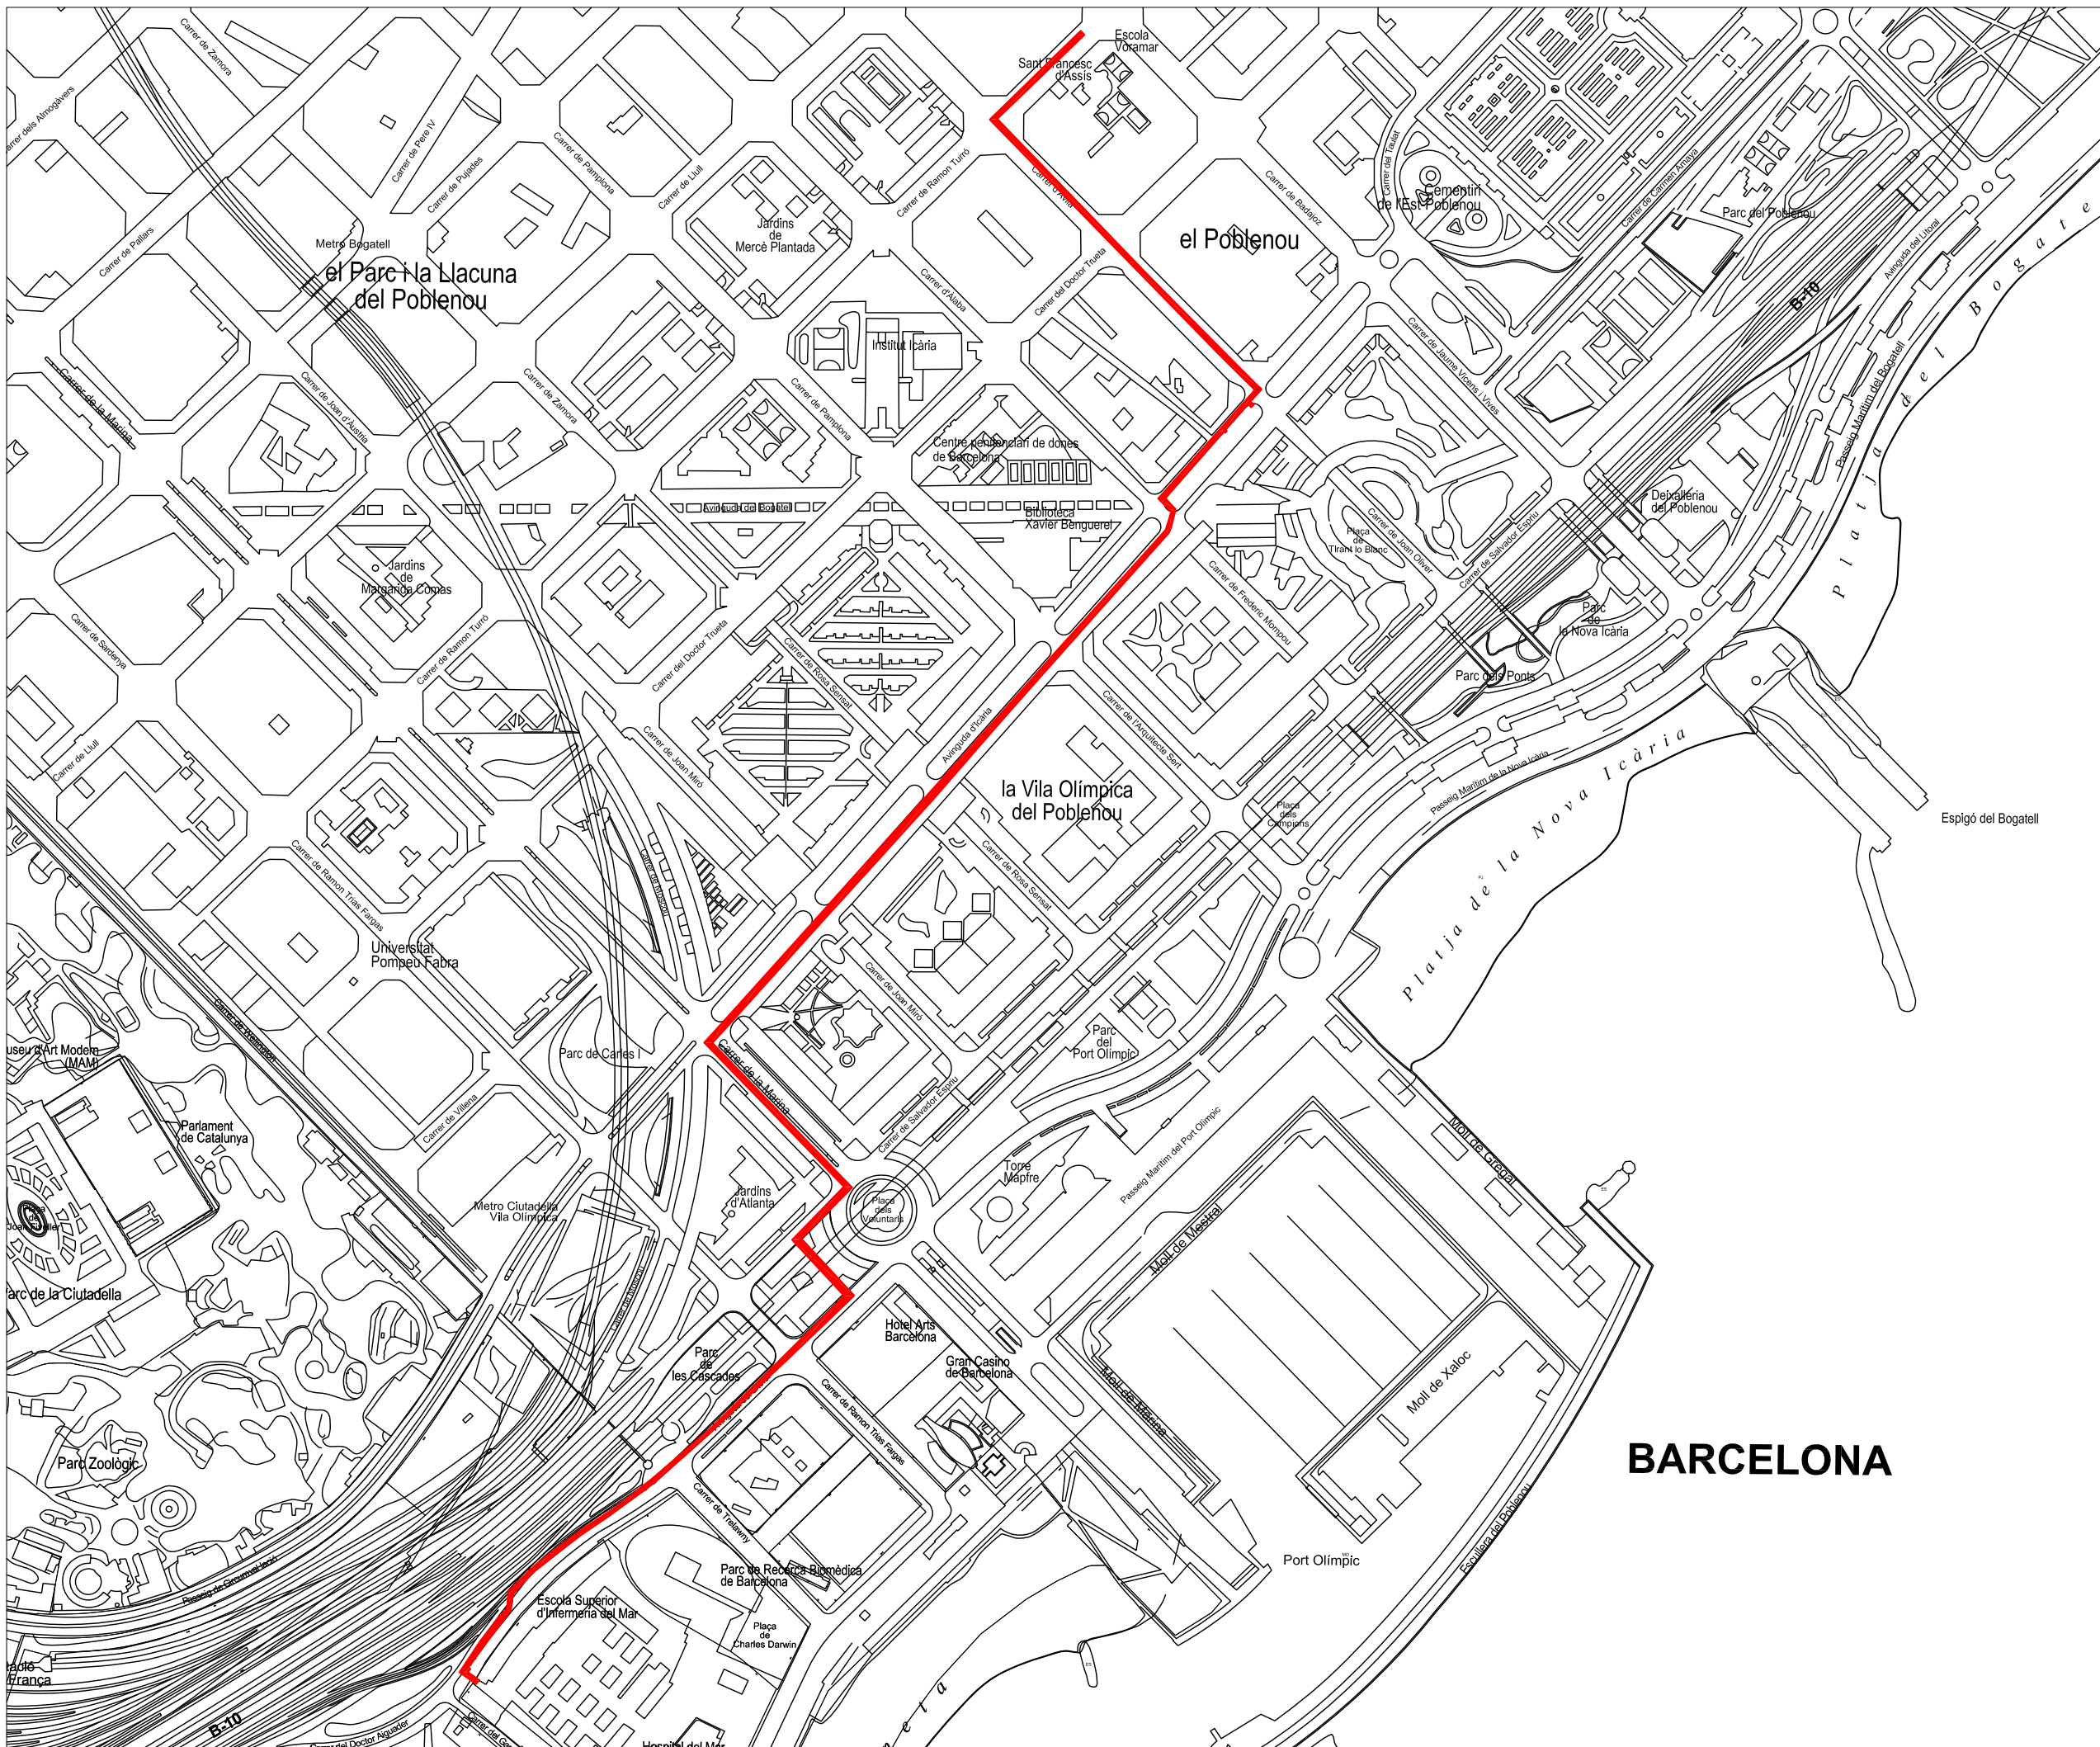 Escola
Voramar
Sant Francesc
d'Assís
Carrer de Zamora
Carrer dels Almogàvers
Carrer de Pere IV
Carrer de Pujades
Carrer de Pamplona
Carrer de Llull
Carrer de Ramon Turró
Carrer d'Àvila
Carrer de Badajoz
Carrer del Taulat
Cementiri
de l'Est Poblenou
Carrer de Carmen Amaya
Parc del Poblenou
Avinguda del Litoral
B-10
Platja del Bogate
Carrer de Pallars
Metro Bogatell
el Parc i la Llacuna
del Poblenou
Jardins
de
Mercè Plantada
el Poblenou
Carrer d'Àlaba
Carrer del Doctor Trueta
Institut Icària
Carrer de Jaume Vicens i Vives
Passeig Marítim del Bogatell
Carrer de la Marina
Carrer de Joan d'Àustria
Carrer de Zamora
Carrer de Pamplona
Centre penitenciari de dones
de Barcelona
Avinguda del Bogatell
Biblioteca
Xavier Benguerel
Plaça
de
Tirant lo Blanc
Carrer de Joan Oliver
Carrer de Salvador Espriu
Deixalleria
del Poblenou
Jardins
de
Margarida Comas
Carrer de Frederic Mompou
Parc
de
la Nova Icària
Carrer de Sardenya
Carrer de Ramon Turró
Carrer del Doctor Trueta
Carrer de Rosa Sensat
Parc dels Ponts
Carrer de Llull
Carrer de Joan Miró
Avinguda d'Icària
Carrer de l'Arquitecte Sert
Passeig Marítim de la Nova Icària
Platja de la Nova Icària
la Vila Olímpica
del Poblenou
Plaça
dels
Campions
Espigó del Bogatell
Carrer de Ramon Trias Fargas
Carrer de Moscou
Carrer de Rosa Sensat
Universitat
Pompeu Fabra
Carrer de Joan Miró
Carrer de Wellington
useu d'Art Modern
(MAM)
Parc de Carles I
Carrer de la Marina
Parc
del
Port Olímpic
Carrer de Villena
Carrer de Salvador Espriu
Parlament
de Catalunya
Passeig Marítim del Port Olímpic
Moll de Gregal
Torre
Mapfre
Jardins
d'Atlanta
Plaça
dels
Voluntaris
Metro Ciutadella
Vila Olímpica
Plaça
de
Joan Fiveller
Moll de Mestral
arc de la Ciutadella
Carrer de Moscou
Hotel Arts
Barcelona
Parc
de
les Cascades
Gran Casino
de Barcelona
Moll de Marina
Moll de Xaloc
Carrer de Ramon Trias Fargas
BARCELONA
Parc Zoològic
Carrer de Trelawny
Escullera del Poblenou
Port Olímpic
Parc de Recerca Biomèdica
de Barcelona
Passeig de Circumval·lació
Escola Superior
d'Infermeria del Mar
Plaça
de
Charles Darwin
tació
França
B-10
Carrer del Doctor Aiguader
eta
Hospital del Mar